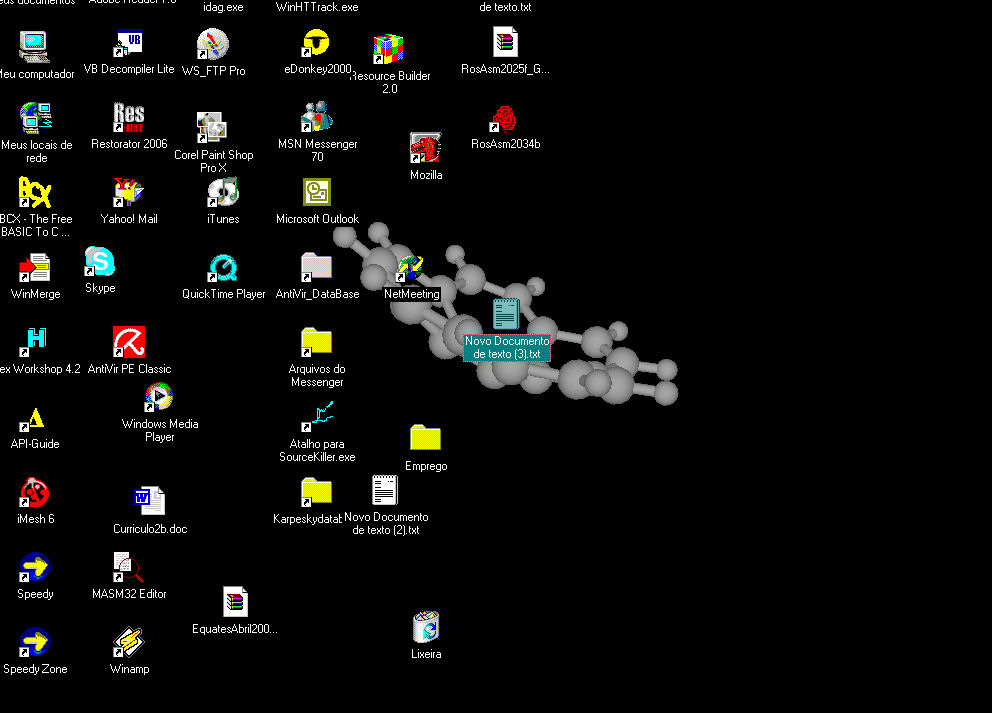 eus documentos
Adobe Reader 7.0
idag.exe
WinHTTrack.exe
de texto.txt
Meu computador
VB Decompiler Lite
WS_FTP Pro
eDonkey2000
Resource Builder
2.0
RosAsm2025f_G...
Meus locais de
rede
Restorator 2006
Corel Paint Shop
Pro X
MSN Messenger
70
Mozilla
RosAsm2034b
BCX - The Free
BASIC To C ...
Yahoo! Mail
iTunes
Microsoft Outlook
WinMerge
Skype
QuickTime Player
AntiVir_DataBase
NetMeeting
Novo Documento
de texto (3).txt
ex Workshop 4.2
AntiVir PE Classic
Arquivos do
Messenger
API-Guide
Windows Media
Player
Atalho para
SourceKiller.exe
Emprego
iMesh 6
Curriculo2b.doc
Karpeskydatab
Novo Documento
de texto (2).txt
Speedy
MASM32 Editor
EquatesAbril200...
Lixeira
Speedy Zone
Winamp